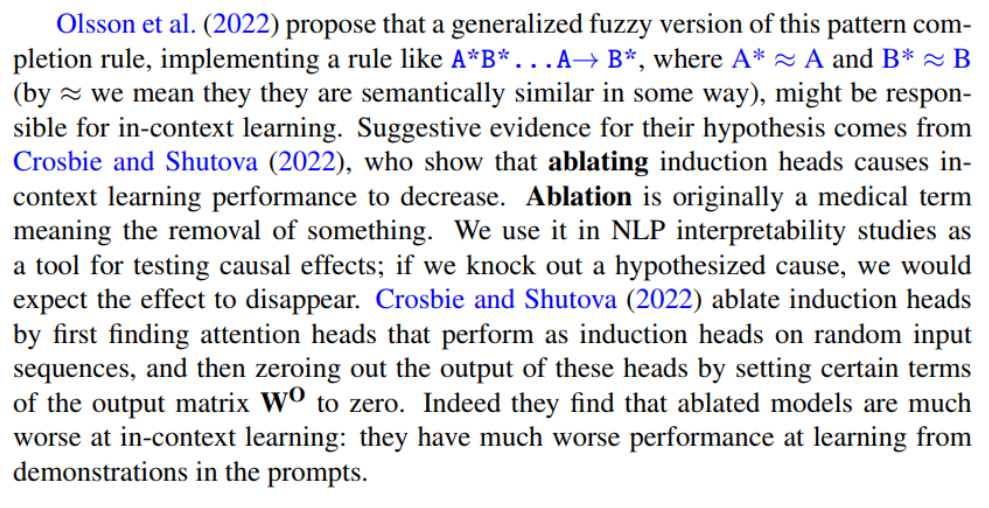 Olsson et al. (2022) propose that a generalized fuzzy version of this pattern com-
pletion rule, implementing a rule like A*B*...A→ B*, where A* ≈ A and B* ≈ B
(by ≈ we mean they they are semantically similar in some way), might be respon-
sible for in-context learning. Suggestive evidence for their hypothesis comes from
Crosbie and Shutova (2022), who show that ablating induction heads causes in-
context learning performance to decrease. Ablation is originally a medical term
meaning the removal of something. We use it in NLP interpretability studies as
a tool for testing causal effects; if we knock out a hypothesized cause, we would
expect the effect to disappear. Crosbie and Shutova (2022) ablate induction heads
by first finding attention heads that perform as induction heads on random input
sequences, and then zeroing out the output of these heads by setting certain terms
of the output matrix W^O to zero. Indeed they find that ablated models are much
worse at in-context learning: they have much worse performance at learning from
demonstrations in the prompts.